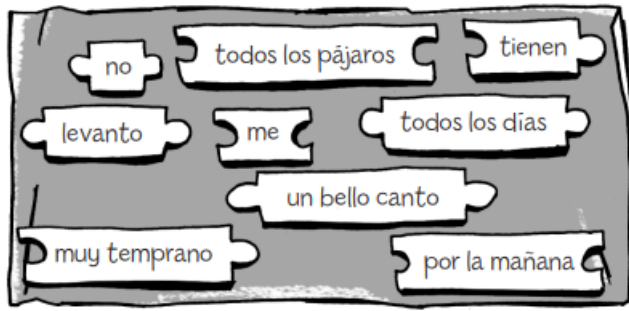 no
todos los pájaros
tienen
levanto
me
todos los días
un bello canto
muy temprano
por la mañana